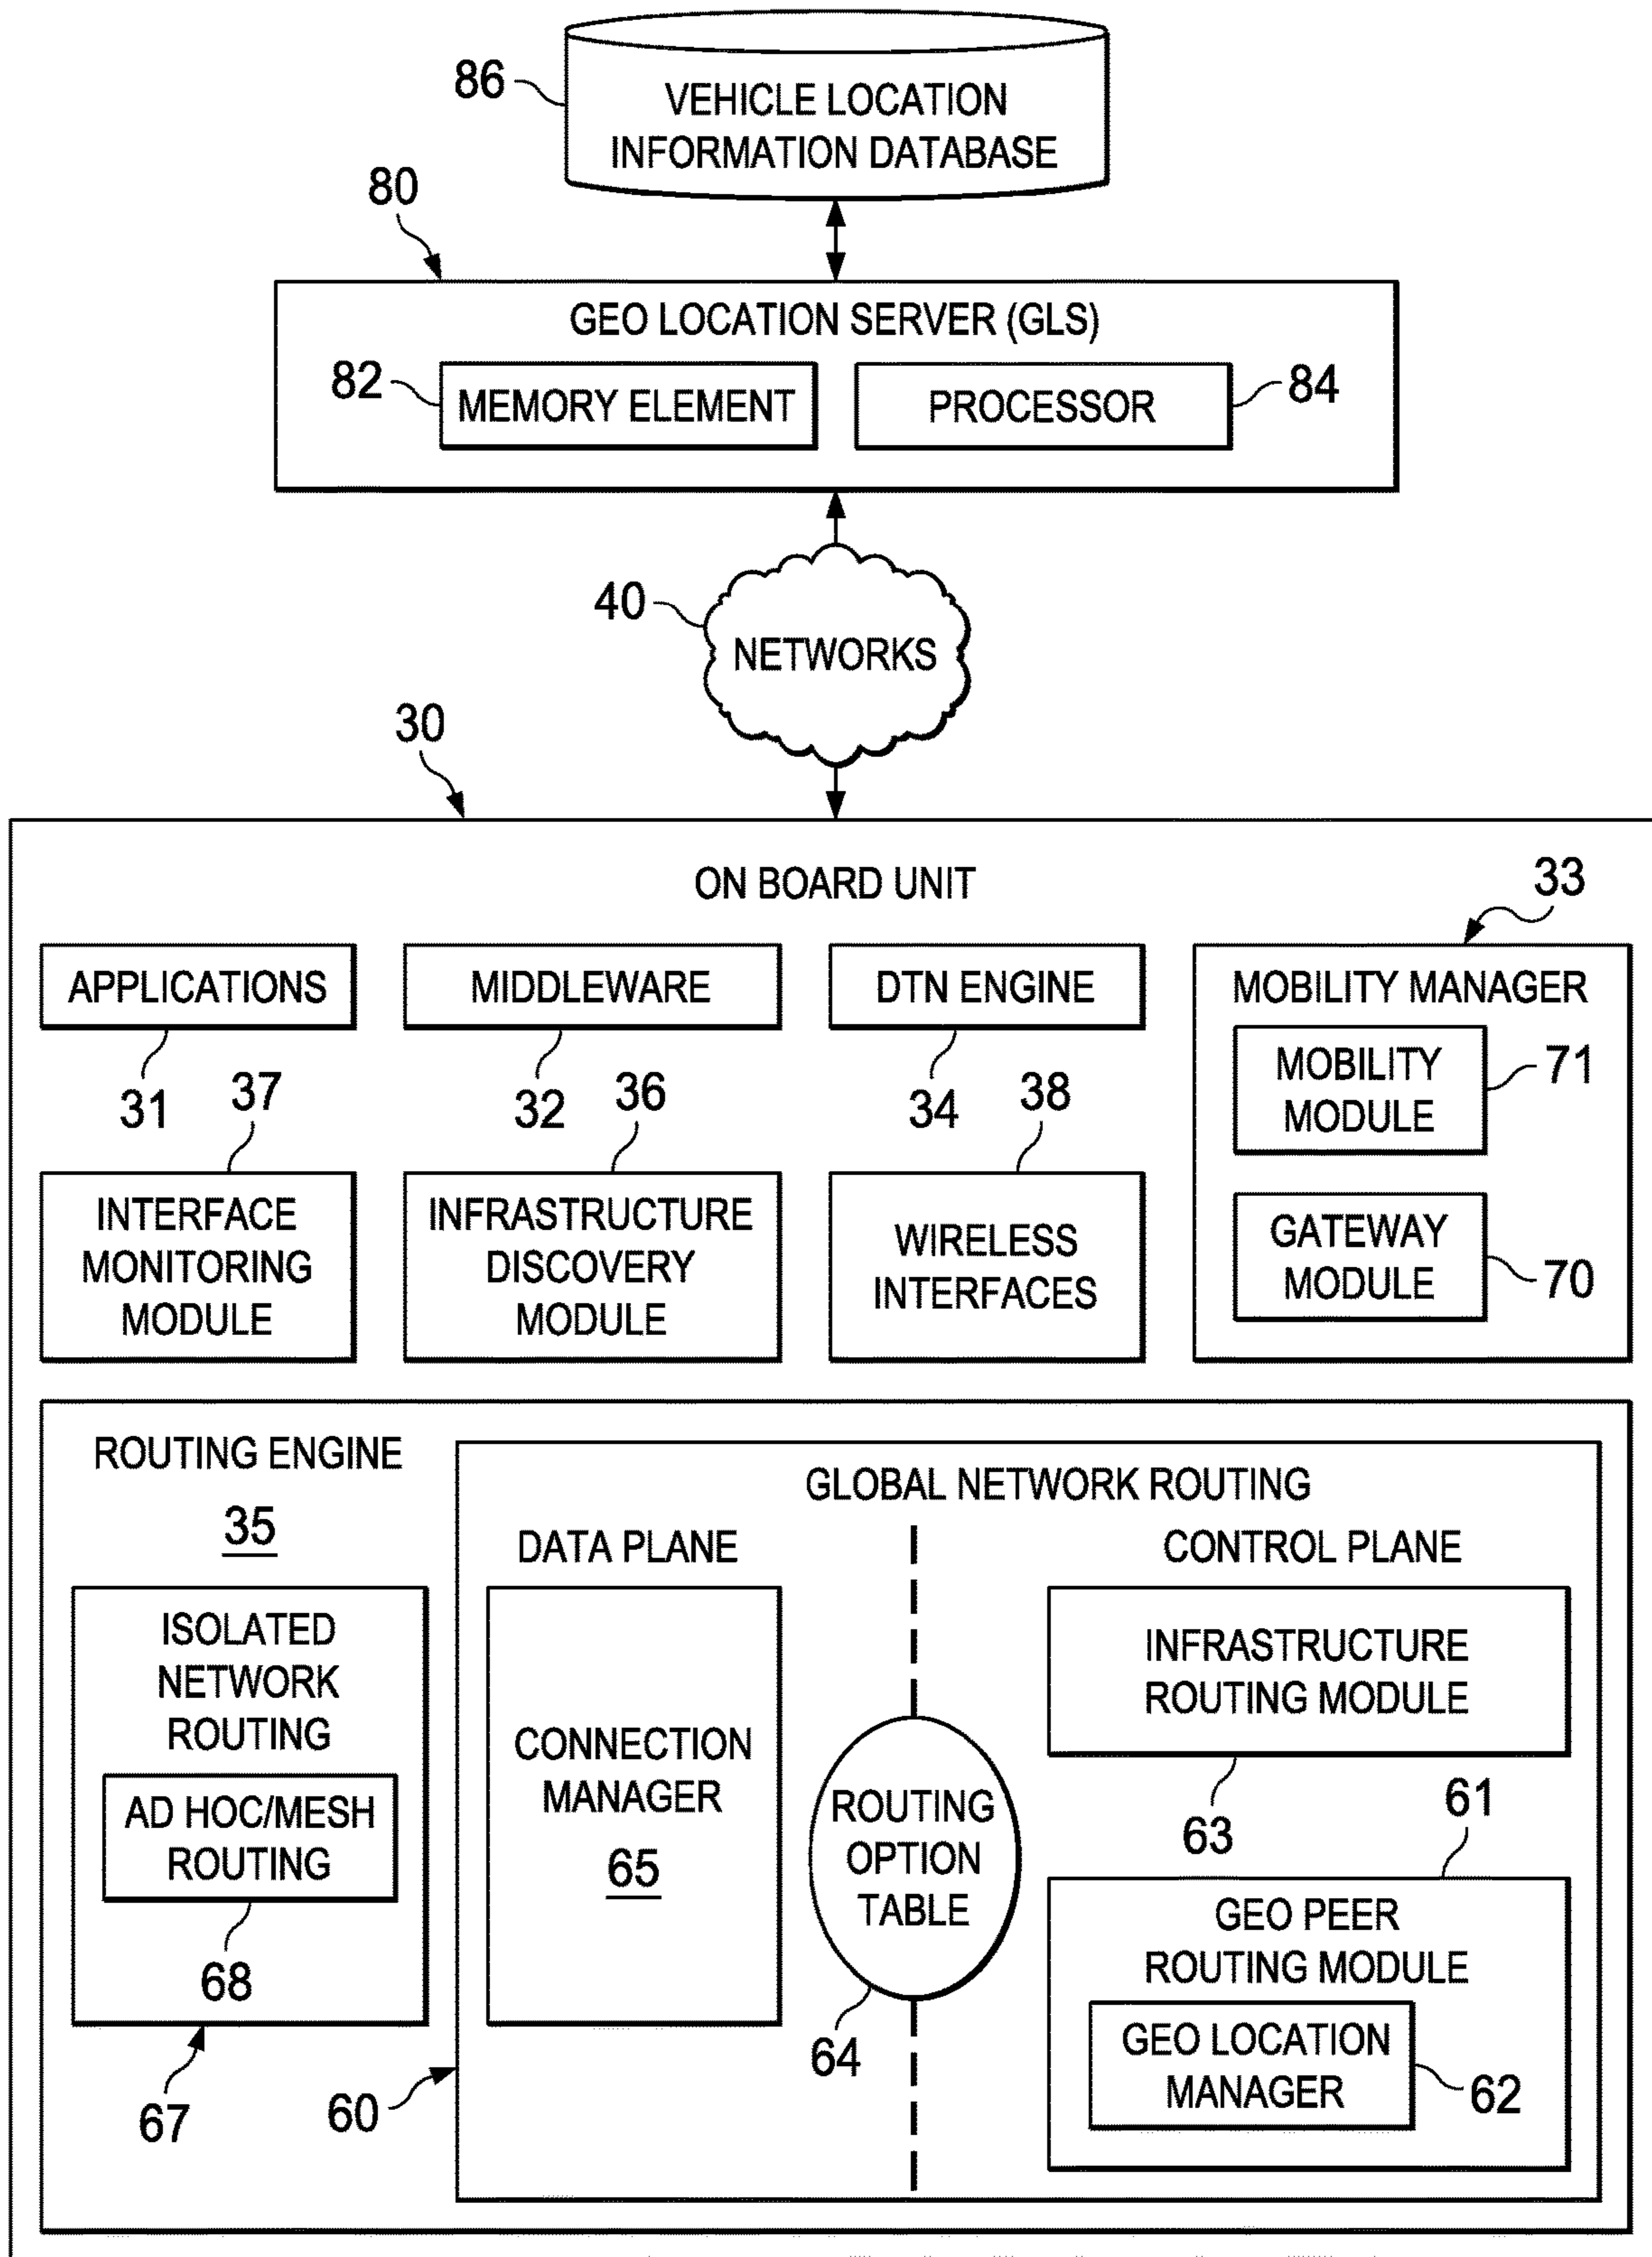 86
VEHICLE LOCATION
INFORMATION DATABASE
80
GEO LOCATION SERVER (GLS)
82
MEMORY ELEMENT
PROCESSOR
84
40
NETWORKS
30
ON BOARD UNIT
33
APPLICATIONS
31
MIDDLEWARE
32
DTN ENGINE
34
MOBILITY MANAGER
MOBILITY
MODULE
71
GATEWAY
MODULE
70
37
INTERFACE
MONITORING
MODULE
36
INFRASTRUCTURE
DISCOVERY
MODULE
38
WIRELESS
INTERFACES
ROUTING ENGINE
35
ISOLATED
NETWORK
ROUTING
AD HOC/MESH
ROUTING
68
67
GLOBAL NETWORK ROUTING
60
DATA PLANE
CONNECTION
MANAGER
65
ROUTING
OPTION
TABLE
64
CONTROL PLANE
INFRASTRUCTURE
ROUTING MODULE
63
61
GEO PEER
ROUTING MODULE
GEO LOCATION
MANAGER
62